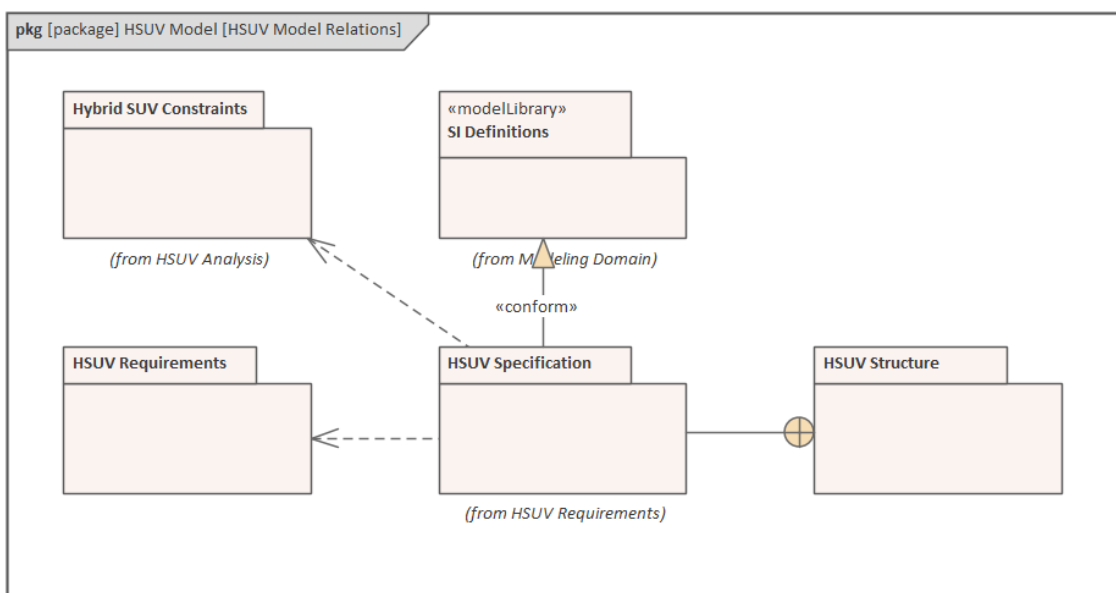 pkg [package] HSUV Model [HSUV Model Relations]
Hybrid SUV Constraints
«modelLibrary»
SI Definitions
(from HSUV Analysis)
(from Modeling Domain)
«conform»
HSUV Requirements
HSUV Specification
HSUV Structure
(from HSUV Requirements)